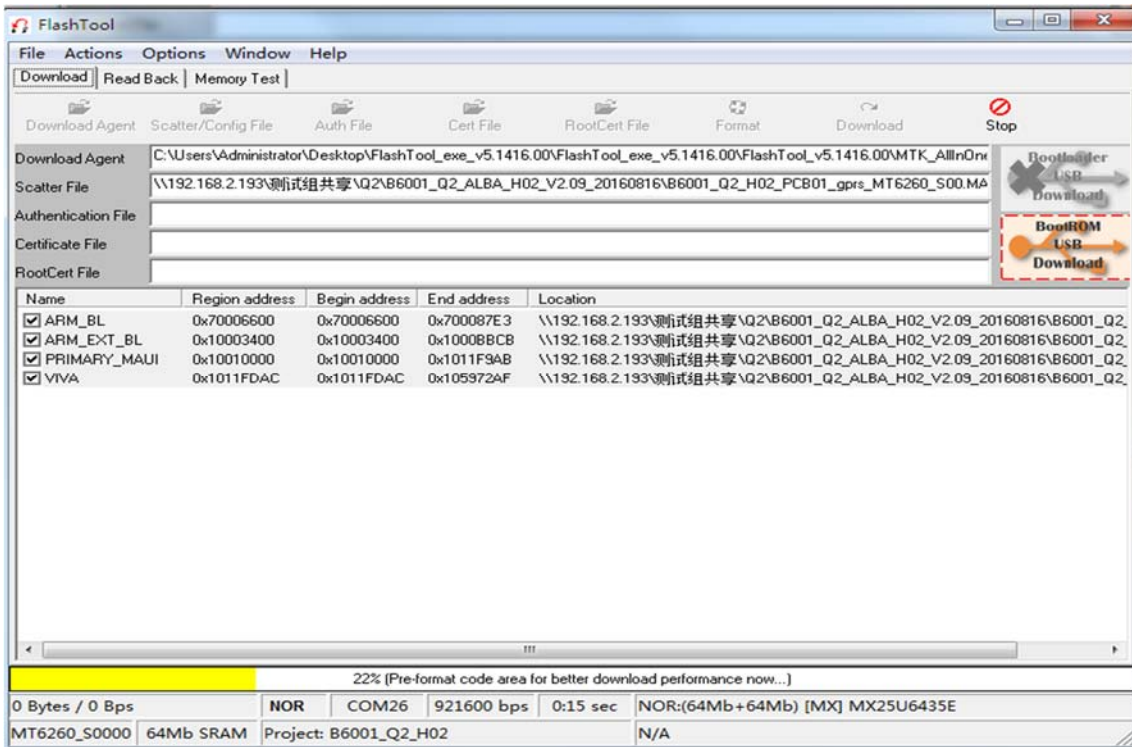 FlashTool
File Actions Options Window Help
Download Read Back Memory Test
Download Agent Scatter/Config File Auth File Cert File RootCert File Format Download Stop
Download Agent C:\Users\Administrator\Desktop\FlashTool_exe_v5.1416.00\FlashTool_exe_v5.1416.00\FlashTool_v5.1416.00\MTK_AllInOne
Bootloader
USB
Download
Scatter File \\192.168.2.193\测试组共享\Q2\B6001_Q2_ALBA_H02_V2.09_20160816\B6001_Q2_H02_PCB01_gprs_MT6260_S00.MA
Authentication File
Certificate File
RootCert File
BootROM
USB
Download
Name Region address Begin address End address Location
ARM_BL 0x70006600 0x70006600 0x700087E3 \\192.168.2.193\测试组共享\Q2\B6001_Q2_ALBA_H02_V2.09_20160816\B6001_Q2_
ARM_EXT_BL 0x10003400 0x10003400 0x1000BBCB \\192.168.2.193\测试组共享\Q2\B6001_Q2_ALBA_H02_V2.09_20160816\B6001_Q2_
PRIMARY_MAUI 0x10010000 0x10010000 0x1011F9AB \\192.168.2.193\测试组共享\Q2\B6001_Q2_ALBA_H02_V2.09_20160816\B6001_Q2_
VIVA 0x1011FDAC 0x1011FDAC 0x105972AF \\192.168.2.193\测试组共享\Q2\B6001_Q2_ALBA_H02_V2.09_20160816\B6001_Q2_
22% (Pre-format code area for better download performance now...)
0 Bytes / 0 Bps NOR COM26 921600 bps 0:15 sec NOR:(64Mb+64Mb) [MX] MX25U6435E
MT6260_S0000 64Mb SRAM Project: B6001_Q2_H02 N/A